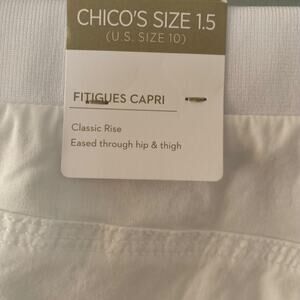 CHICO'S SIZE 1.5
(U.S. SIZE 10)
FITIGUES CAPRI
Classic Rise
Eased through hip & thigh